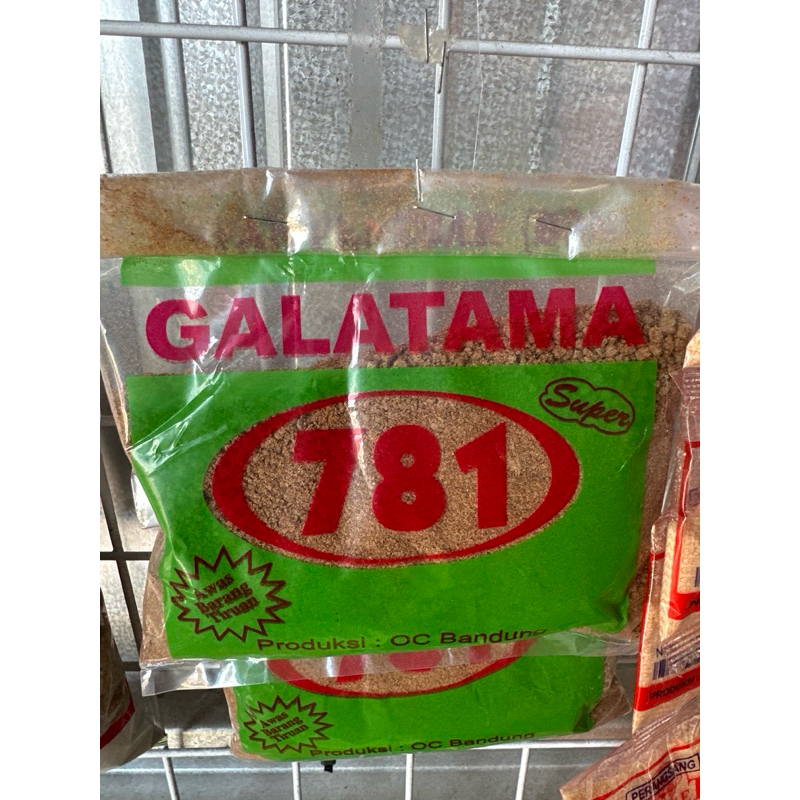 GALATAMA
Super
781
Awas
Barang
Tiruan
Produksi : OC Bandung
Awas
Barang
Tiruan
Produksi : OC Bandung